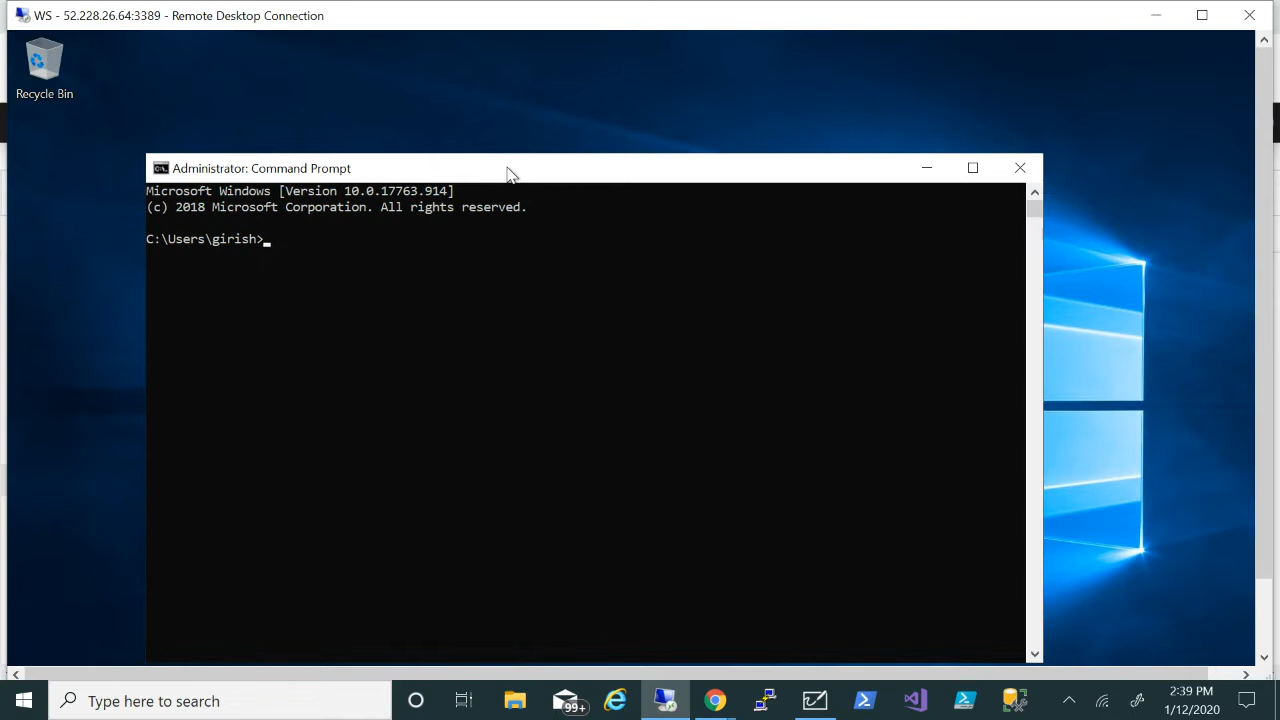 WS - 52.228.26.64:3389 - Remote Desktop Connection
Recycle Bin
Administrator: Command Prompt
Microsoft Windows [Version 10.0.17763.914]
(c) 2018 Microsoft Corporation. All rights reserved.
C:\Users\girish>
Type here to search
99+
2:39 PM
1/12/2020